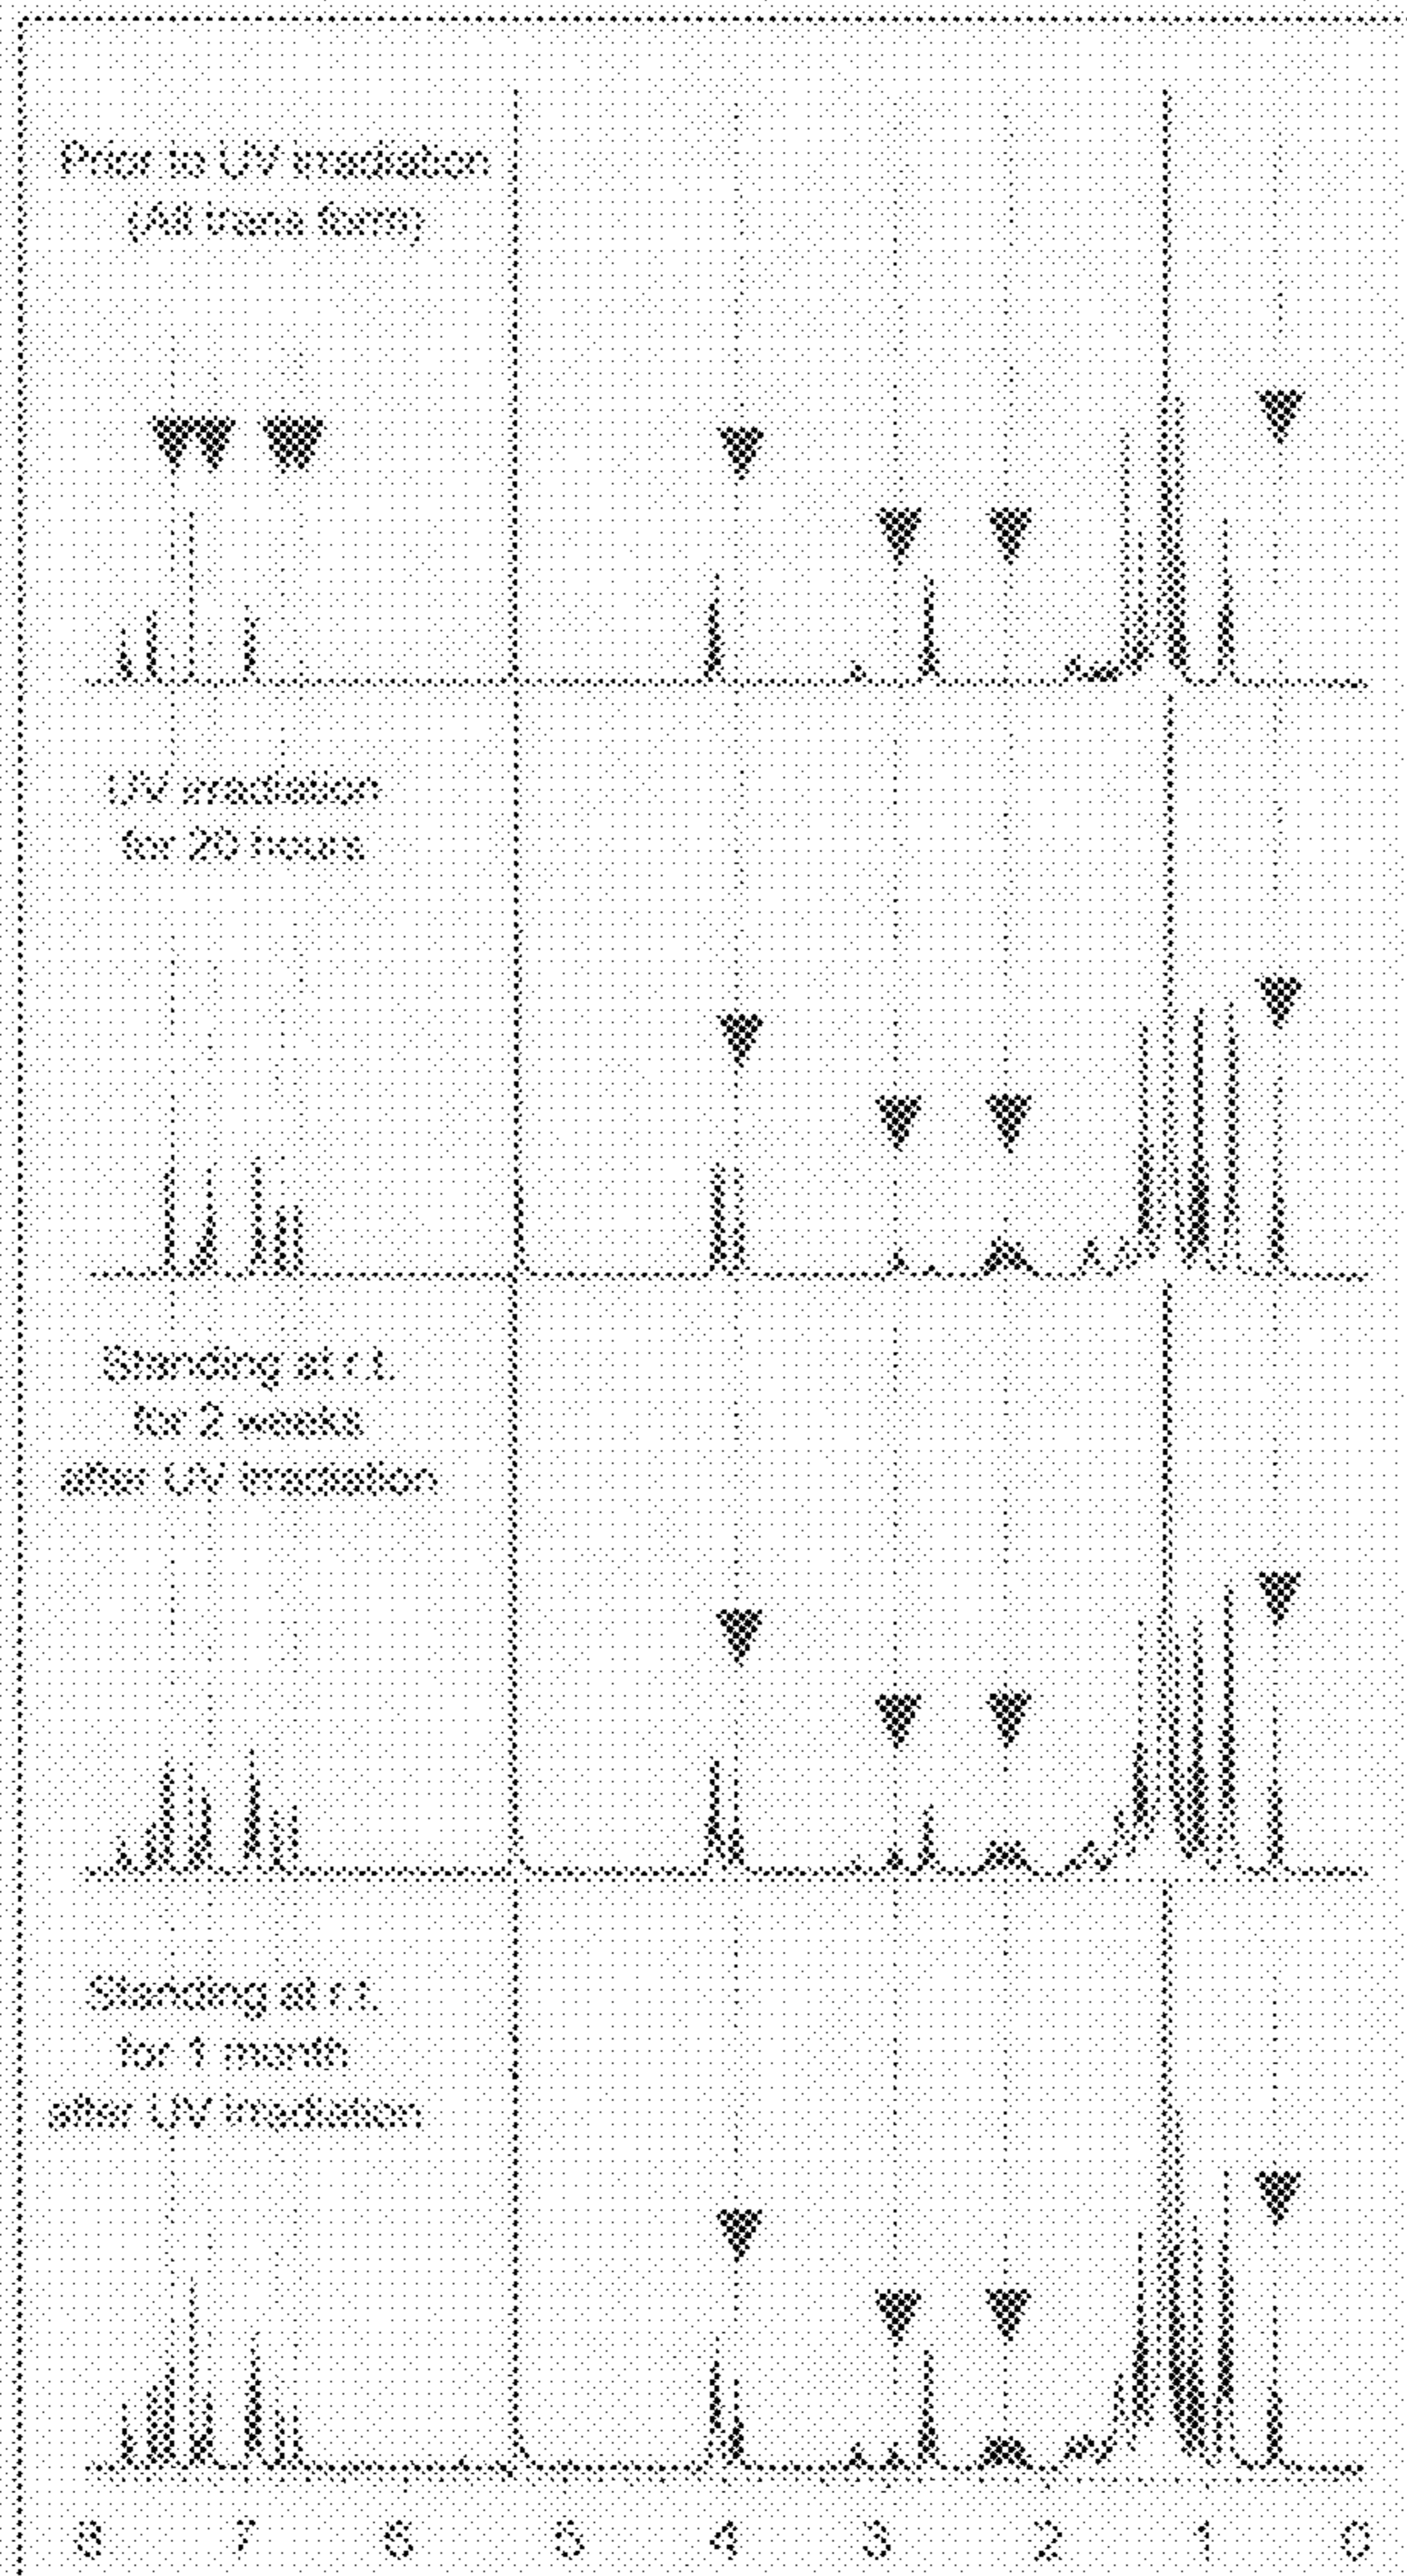 Prior to UV irradiation
(All trans form)
UV irradiation
for 20 hours
Standing at r.t.
for 2 weeks
after UV irradiation
Standing at r.t.
for 1 month
after UV irradiation
8 7 6 5 4 3 2 1 0